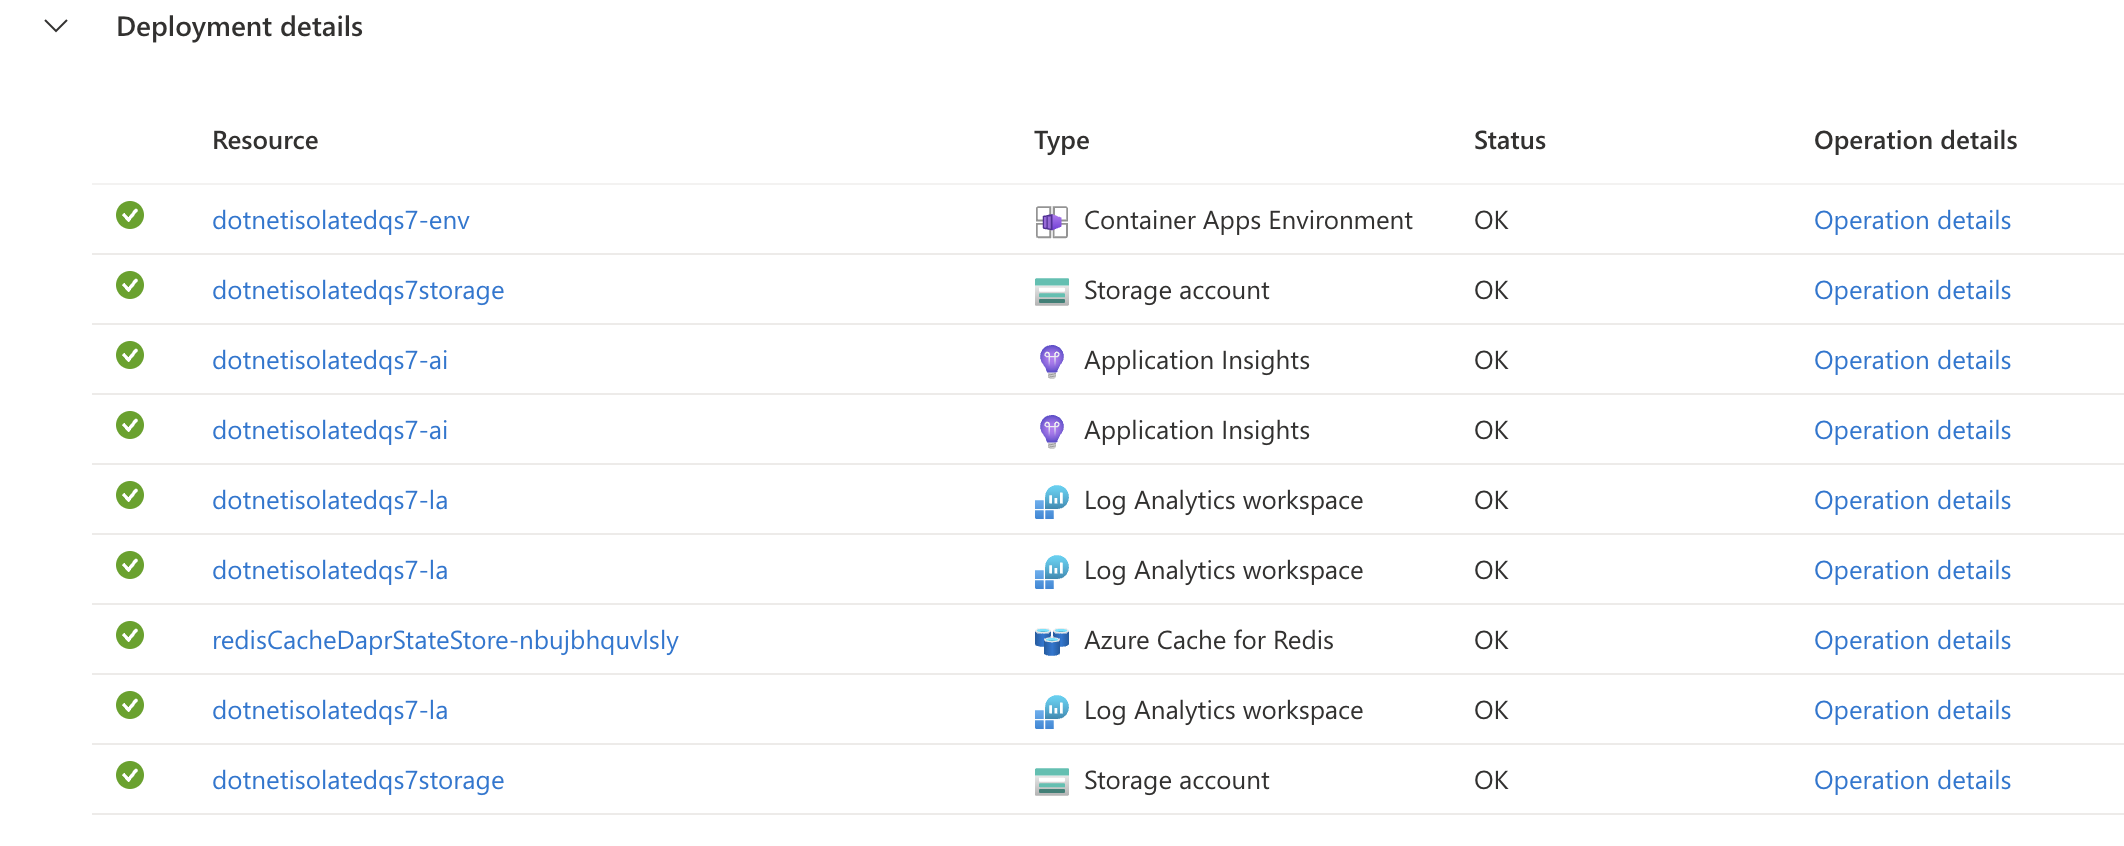 Deployment details
Resource Type Status Operation details
dotnetisolatedqs7-env Container Apps Environment OK Operation details
dotnetisolatedqs7storage Storage account OK Operation details
dotnetisolatedqs7-ai Application Insights OK Operation details
dotnetisolatedqs7-ai Application Insights OK Operation details
dotnetisolatedqs7-la Log Analytics workspace OK Operation details
dotnetisolatedqs7-la Log Analytics workspace OK Operation details
redisCacheDaprStateStore-nbujbhquvlsly Azure Cache for Redis OK Operation details
dotnetisolatedqs7-la Log Analytics workspace OK Operation details
dotnetisolatedqs7storage Storage account OK Operation details